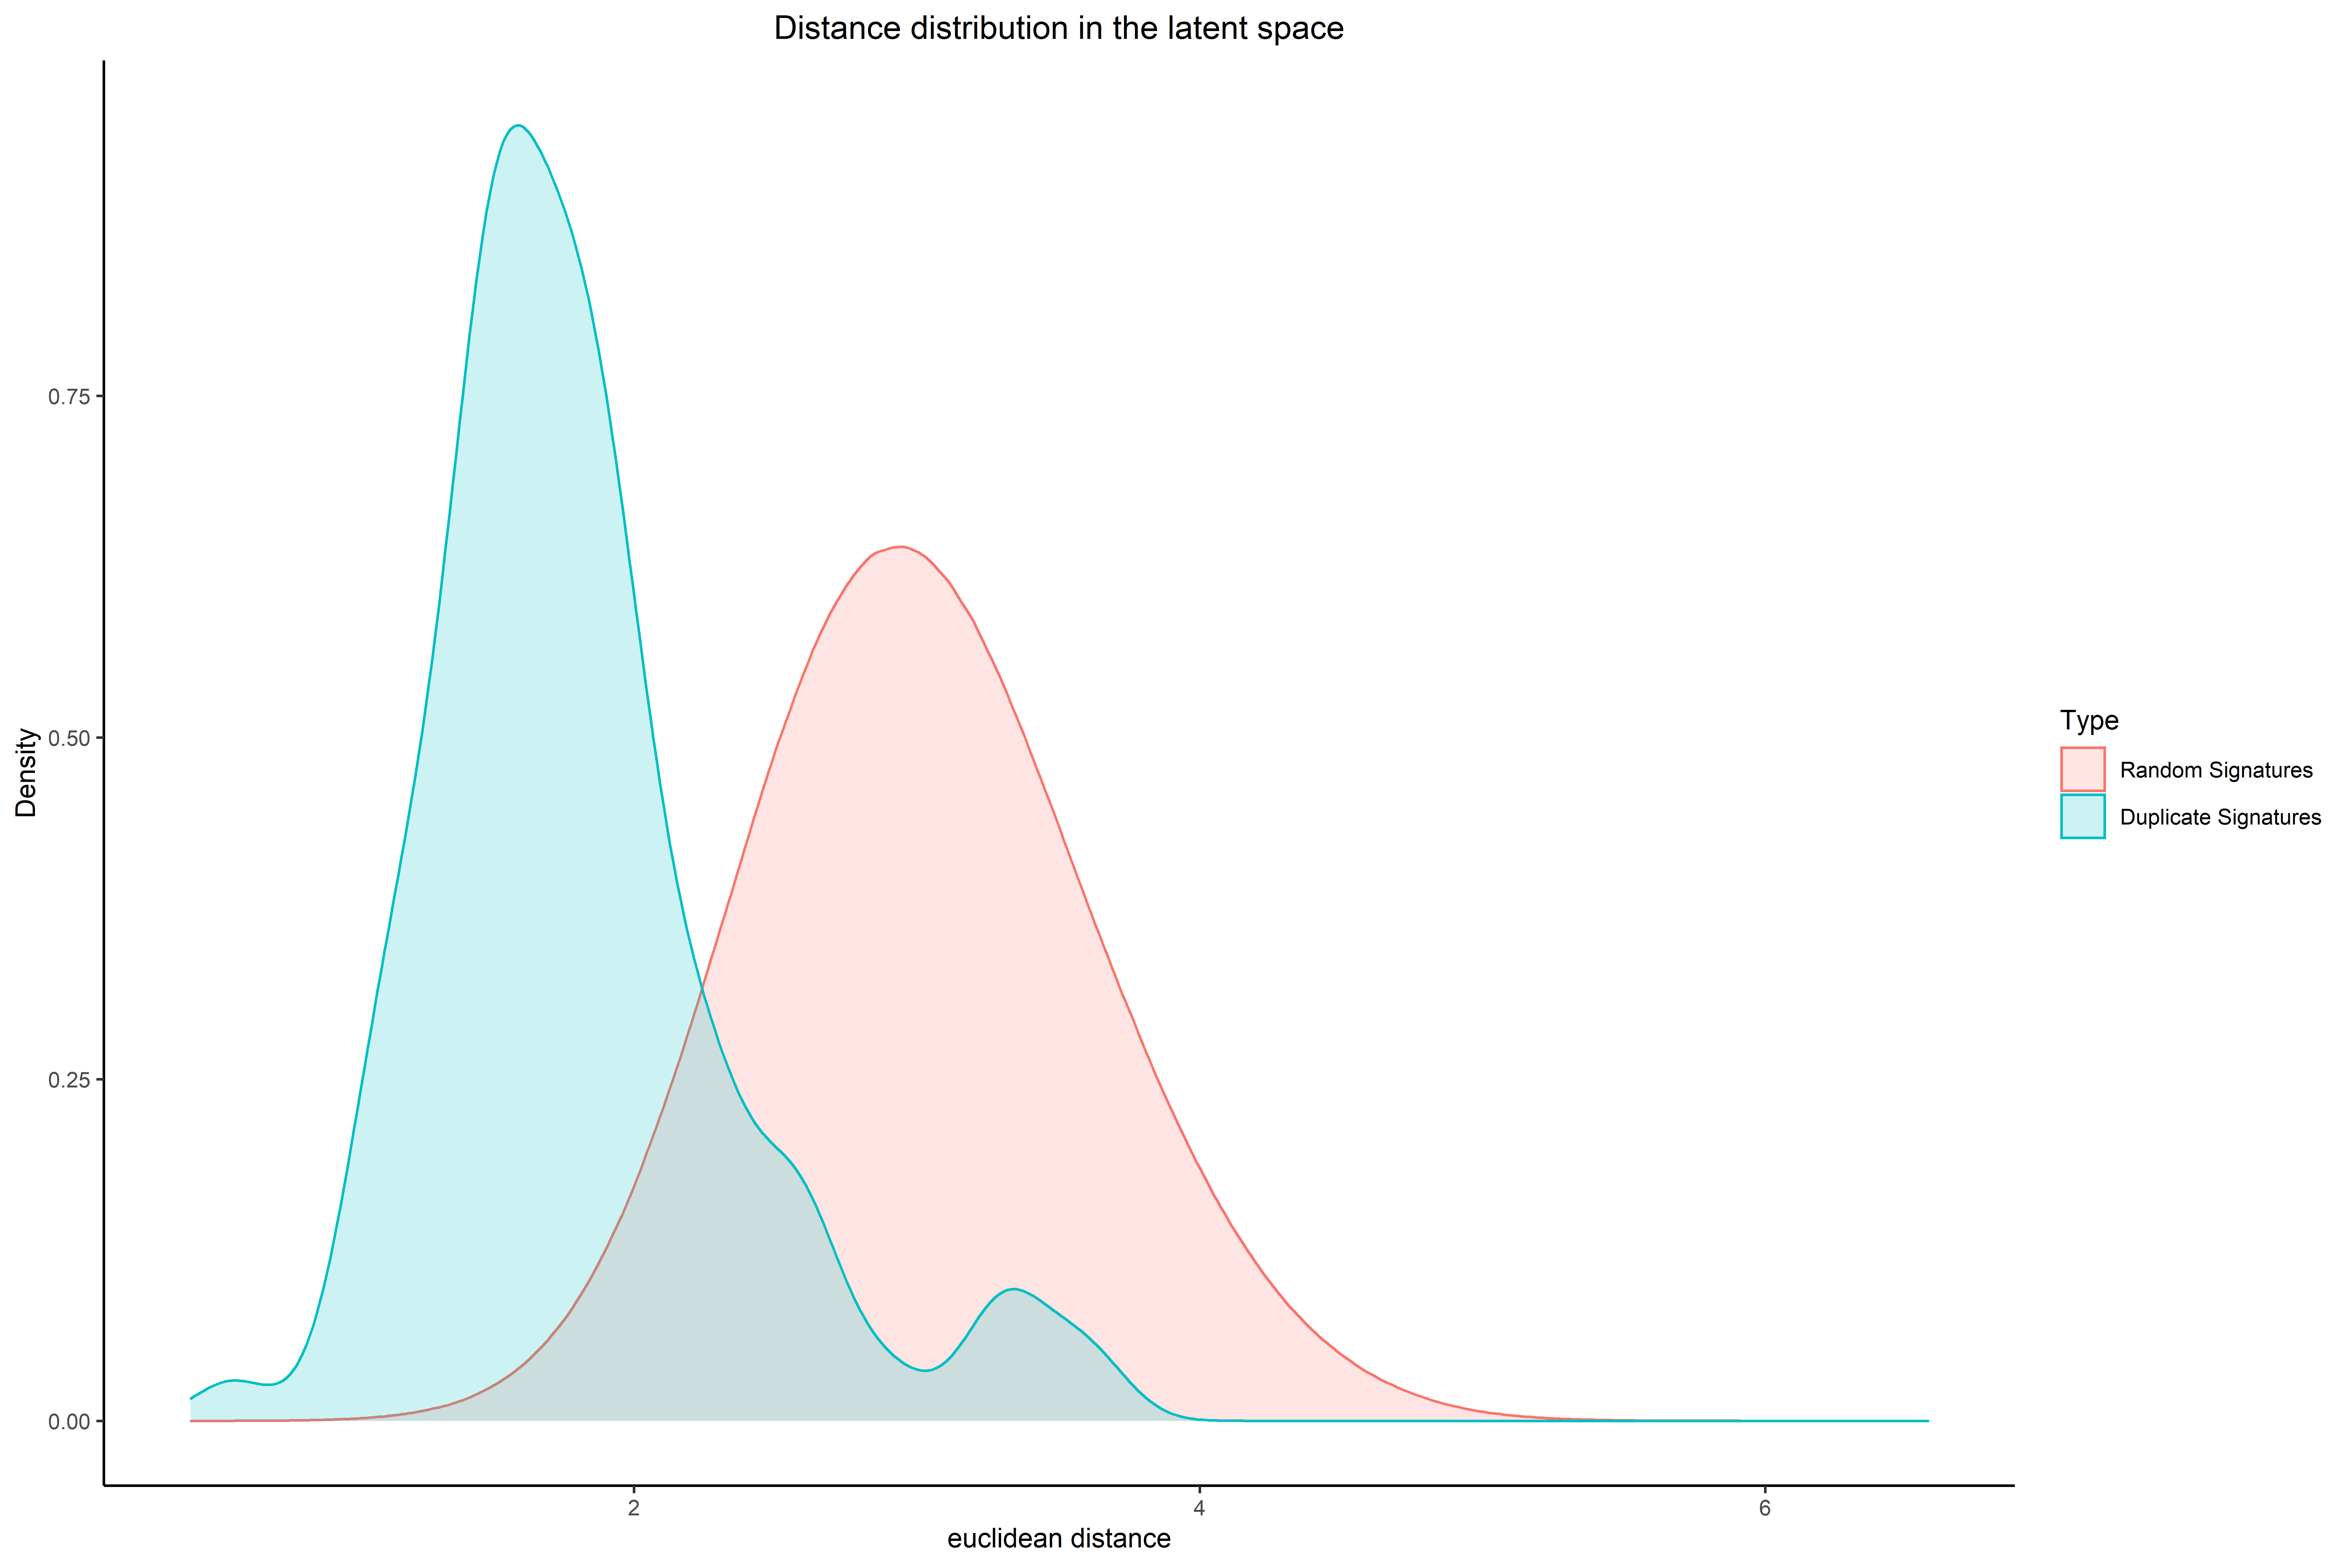 Distance distribution in the latent space
Density
0.75
0.50
0.25
0.00
2
4
6
euclidean distance
Type
Random Signatures
Duplicate Signatures